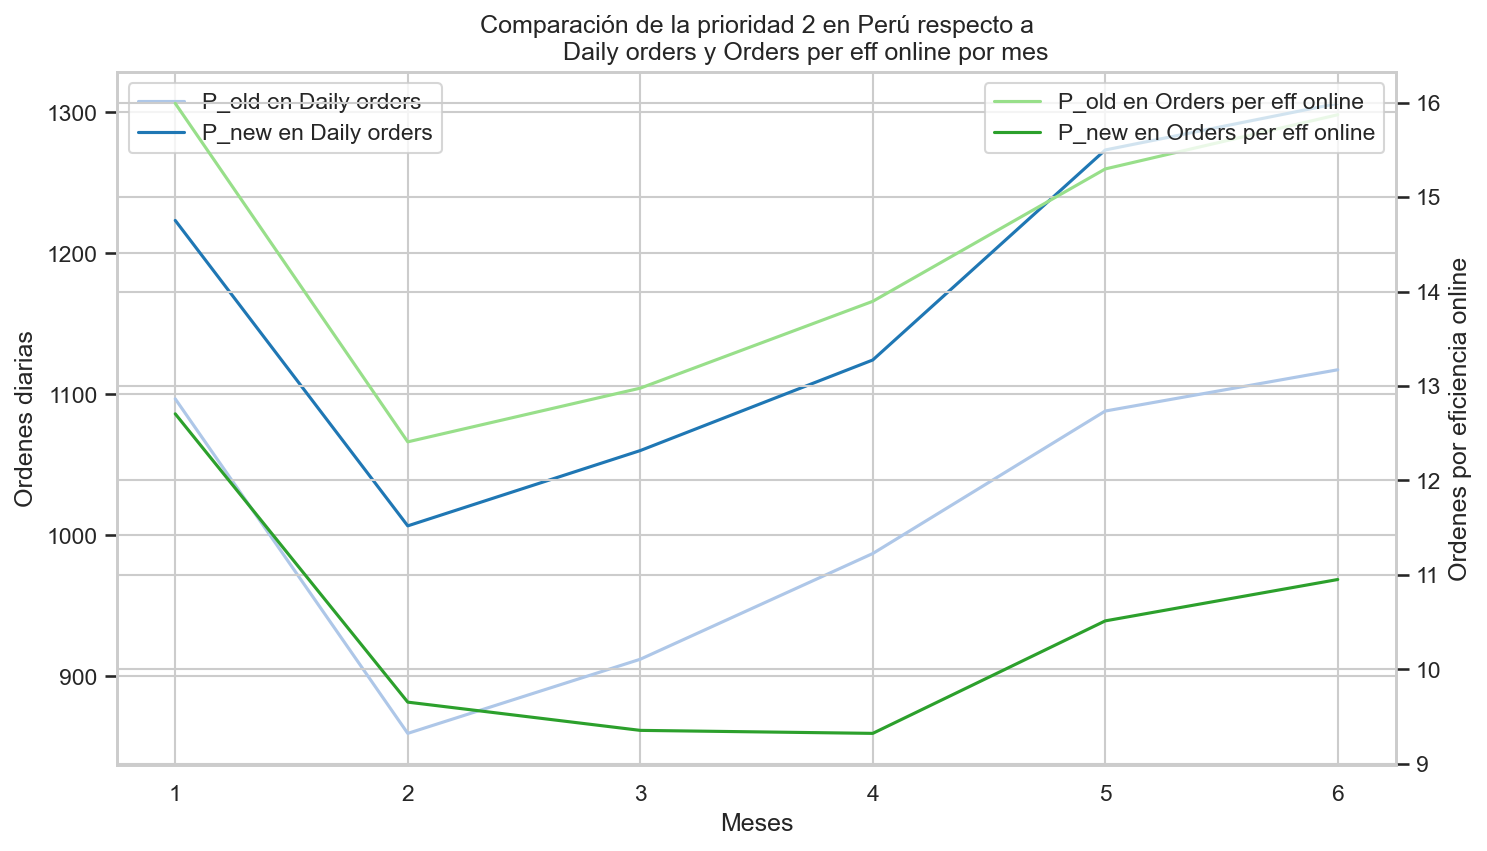 Comparación de la prioridad 2 en Perú respecto a
Daily orders y Orders per eff online por mes
P_old en Daily orders
P_new en Daily orders
P_old en Orders per eff online
P_new en Orders per eff online
Ordenes diarias
1300
1200
1100
1000
900
16
15
14
13
12
11
10
9
Ordenes por eficiencia online
1 2 3 4 5 6
Meses